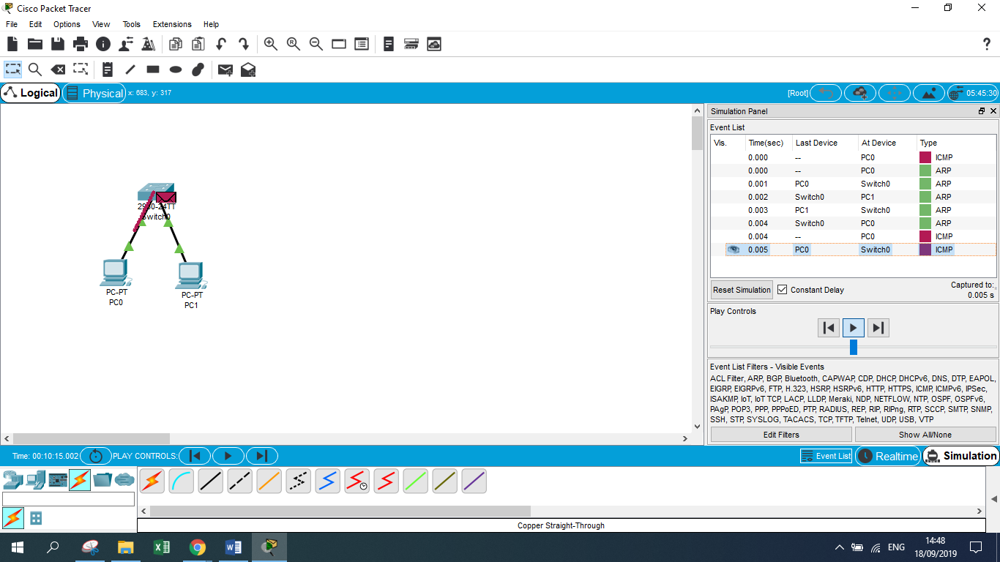 Cisco Packet Tracer
File Edit Options View Tools Extensions Help
Logical Physical x: 683, y: 317 [Root] 05:45:30
Simulation Panel
Event List
Vis. Time(sec) Last Device At Device Type
0.000 -- PC0 ICMP
0.000 -- PC0 ARP
0.001 PC0 Switch0 ARP
0.002 Switch0 PC1 ARP
0.003 PC1 Switch0 ARP
0.004 Switch0 PC0 ARP
0.004 -- PC0 ICMP
0.005 PC0 Switch0 ICMP
2960-24TT
Switch0
PC-PT
PC0
PC-PT
PC1
Reset Simulation Constant Delay
Captured to:
0.005 s
Play Controls
Event List Filters - Visible Events
ACL Filter, ARP, BGP, Bluetooth, CAPWAP, CDP, DHCP, DHCPv6, DNS, DTP, EAPOL,
EIGRP, EIGRPv6, FTP, H.323, HSRP, HSRPv6, HTTP, HTTPS, ICMP, ICMPv6, IPSec,
ISAKMP, IoT, IoT TCP, LACP, LLDP, Meraki, NDP, NETFLOW, NTP, OSPF, OSPFv6,
PAgP, POP3, PPP, PPPoED, PTP, RADIUS, REP, RIP, RIPng, RTP, SCCP, SMTP, SNMP,
SSH, STP, SYSLOG, TACACS, TCP, TFTP, Telnet, UDP, USB, VTP
Edit Filters Show All/None
Time: 00:10:15.002 PLAY CONTROLS: Event List Realtime Simulation
Copper Straight-Through
ENG
14:48
18/09/2019